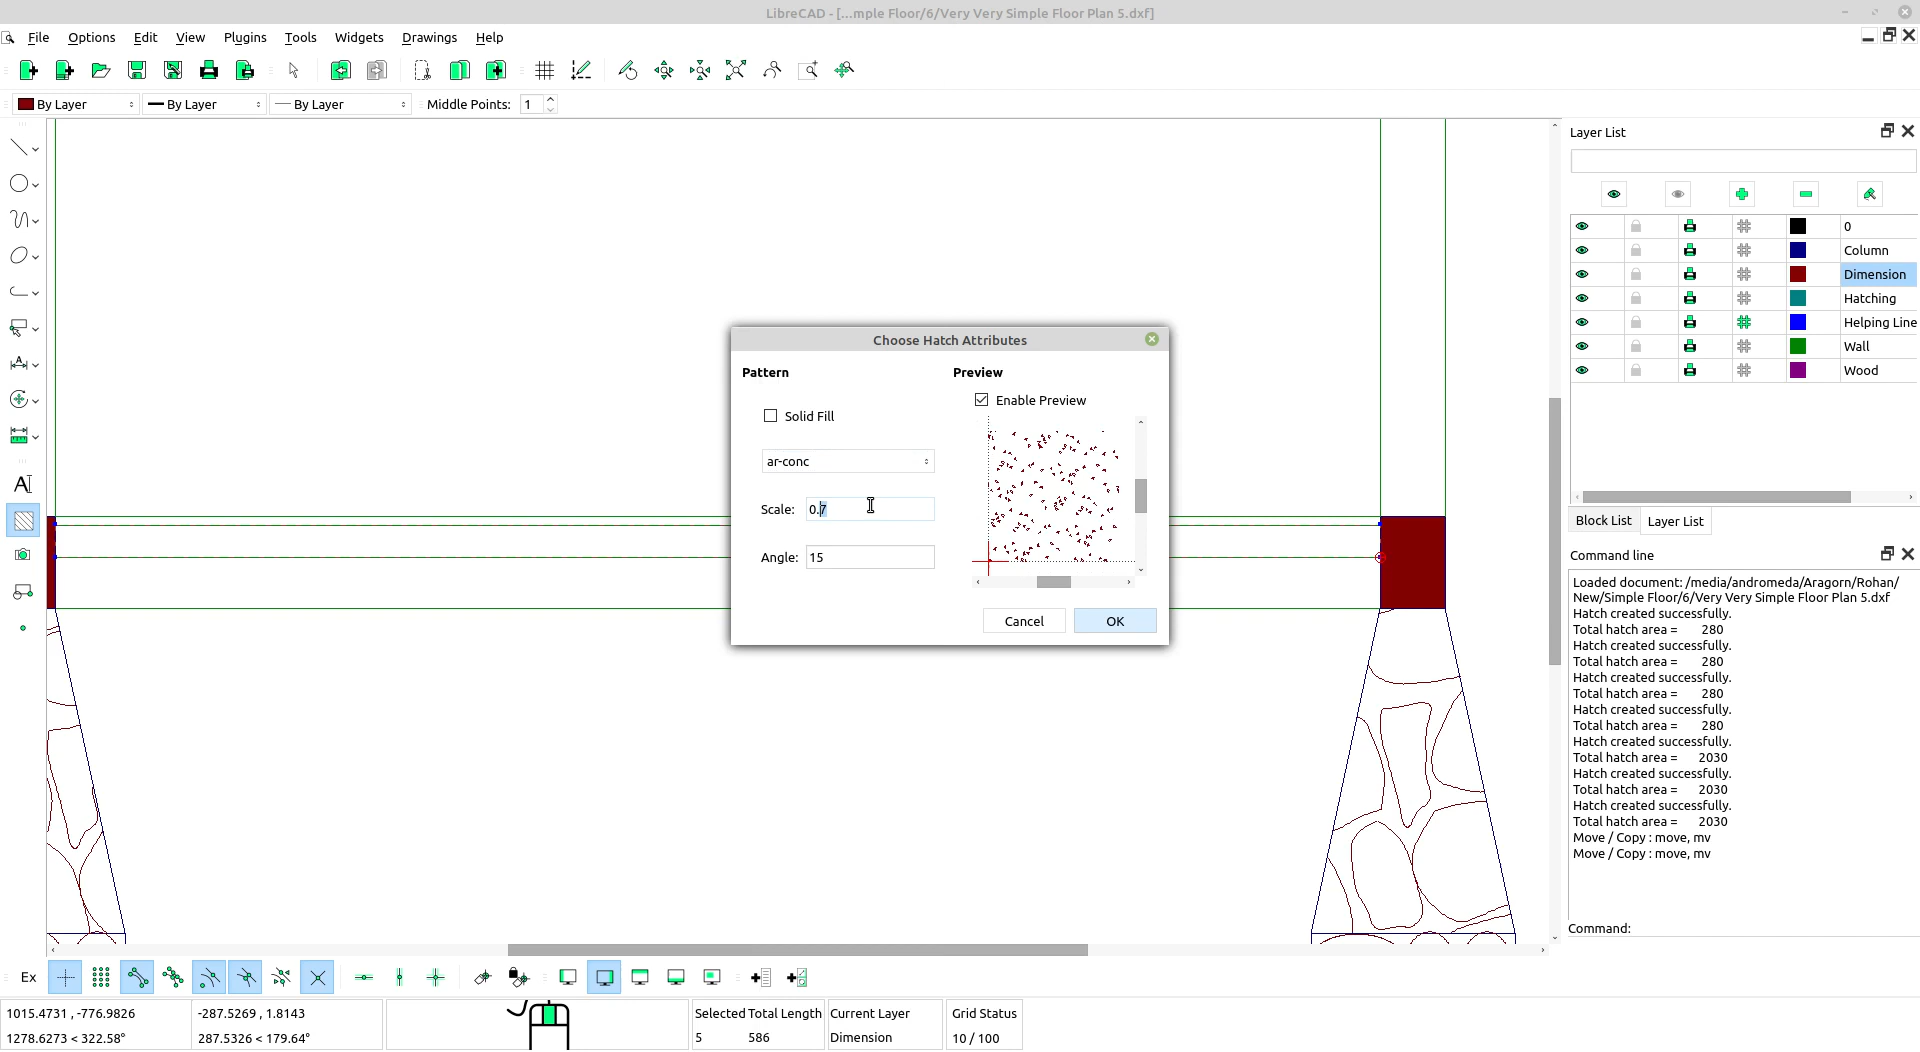 LibreCAD - [...mple Floor/6/Very Very Simple Floor Plan 5.dxf]
File Options Edit View Plugins Tools Widgets Drawings Help
By Layer By Layer By Layer Middle Points: 1
Layer List
0
Column
Dimension
Hatching
Helping Line
Wall
Wood
Block List Layer List
Choose Hatch Attributes
Pattern Preview
Enable Preview
Solid Fill
ar-conc
Scale: 0.7
Angle: 15
Cancel OK
Command line
Loaded document: /media/andromeda/Aragorn/Rohan/
New/Simple Floor/6/Very Very Simple Floor Plan 5.dxf
Hatch created successfully.
Total hatch area = 280
Hatch created successfully.
Total hatch area = 280
Hatch created successfully.
Total hatch area = 280
Hatch created successfully.
Total hatch area = 280
Hatch created successfully.
Total hatch area = 2030
Hatch created successfully.
Total hatch area = 2030
Hatch created successfully.
Total hatch area = 2030
Move / Copy : move, mv
Move / Copy : move, mv
Command:
Ex
1015.4731 , -776.9826 -287.5269 , 1.8143 Selected Total Length Current Layer Grid Status
1278.6273 < 322.58° 287.5326 < 179.64° 5 586 Dimension 10 / 100